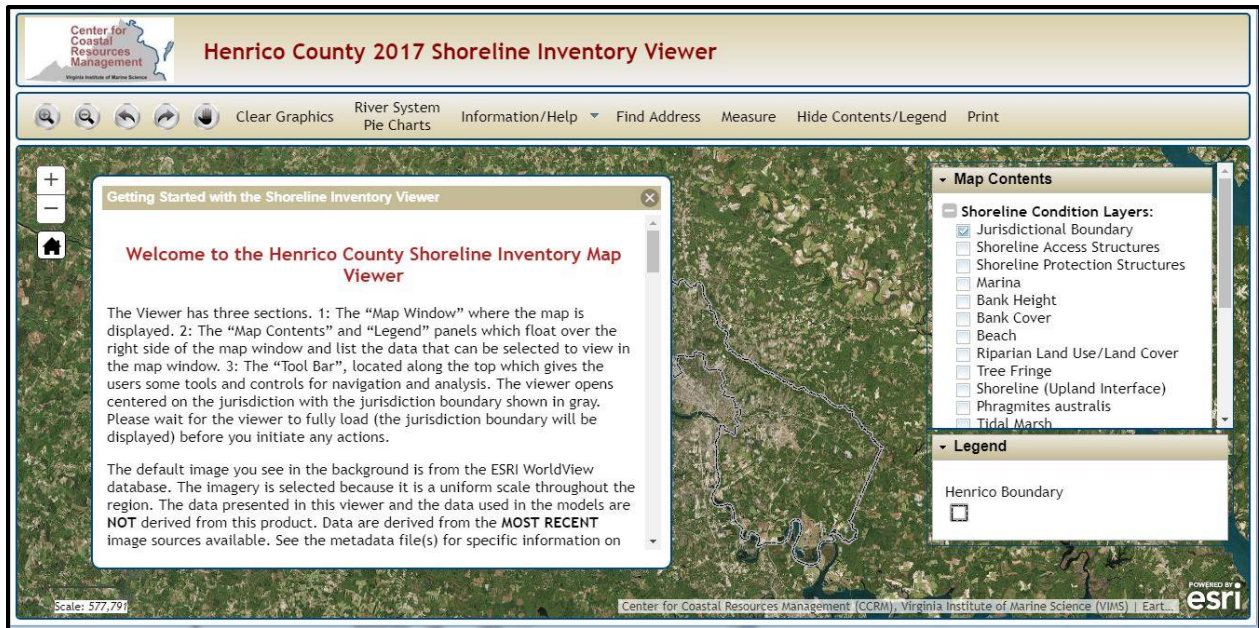 Center for
Coastal
Resources
Management
Virginia Institute of Marine Science
Henrico County 2017 Shoreline Inventory Viewer
Clear Graphics
River System
Pie Charts
Information/Help
Find Address
Measure
Hide Contents/Legend
Print
+
−
Getting Started with the Shoreline Inventory Viewer
Welcome to the Henrico County Shoreline Inventory Map
Viewer
The Viewer has three sections. 1: The “Map Window” where the map is
displayed. 2: The “Map Contents” and “Legend” panels which float over the
right side of the map window and list the data that can be selected to view in
the map window. 3: The “Tool Bar”, located along the top which gives the
users some tools and controls for navigation and analysis. The viewer opens
centered on the jurisdiction with the jurisdiction boundary shown in gray.
Please wait for the viewer to fully load (the jurisdiction boundary will be
displayed) before you initiate any actions.
The default image you see in the background is from the ESRI WorldView
database. The imagery is selected because it is a uniform scale throughout the
region. The data presented in this viewer and the data used in the models are
NOT derived from this product. Data are derived from the MOST RECENT
image sources available. See the metadata file(s) for specific information on
Map Contents
Shoreline Condition Layers:
Jurisdictional Boundary
Shoreline Access Structures
Shoreline Protection Structures
Marina
Bank Height
Bank Cover
Beach
Riparian Land Use/Land Cover
Tree Fringe
Shoreline (Upland Interface)
Phragmites australis
Tidal Marsh
Legend
Henrico Boundary
Scale: 577,791
Center for Coastal Resources Management (CCRM), Virginia Institute of Marine Science (VIMS) | Eart...
POWERED BY
esri